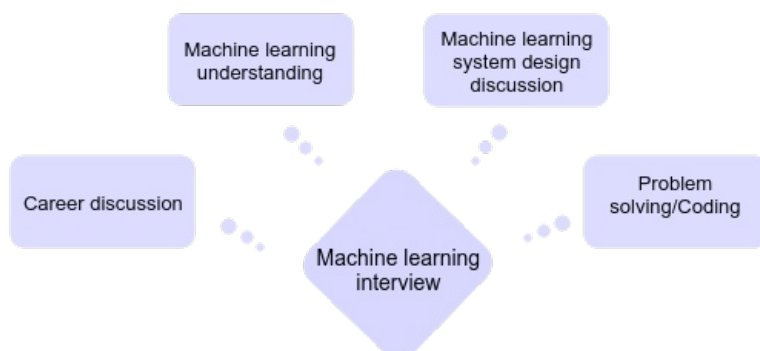 Machine learning
understanding
Machine learning
system design
discussion
Career discussion
Problem
solving/Coding
Machine learning
interview